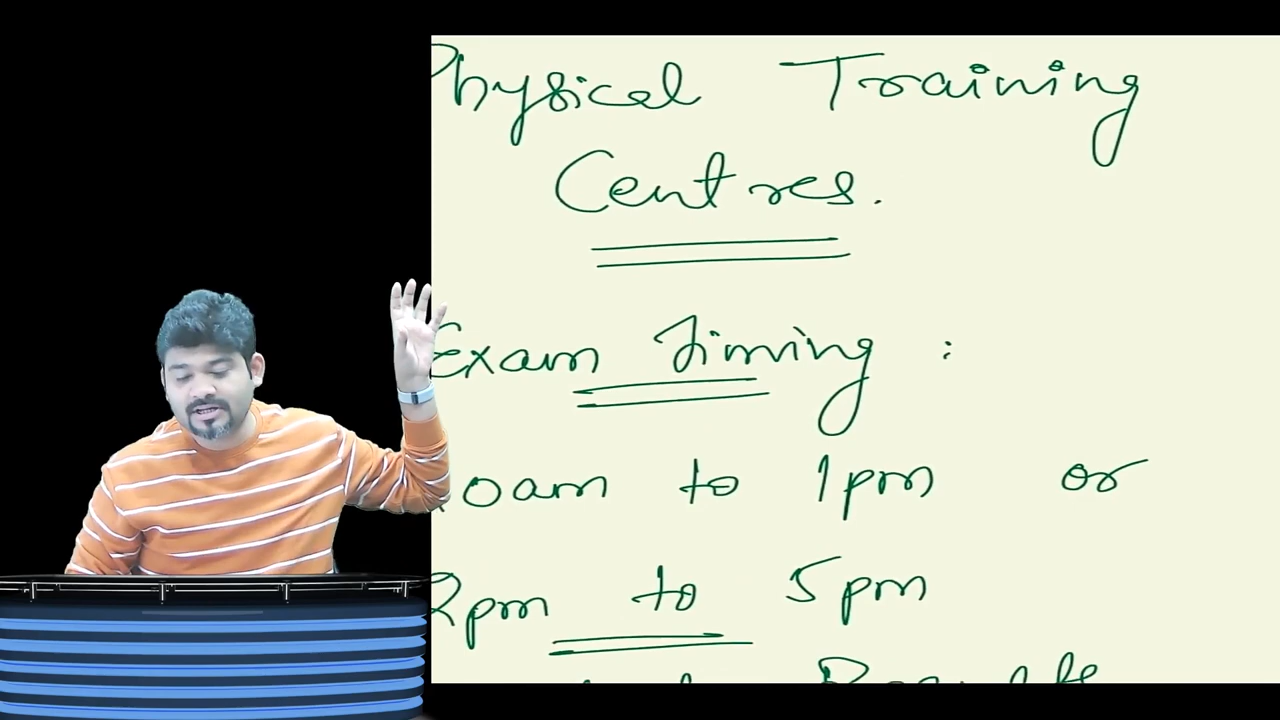 Physical Training
Centres.
Exam Timing :
10am to 1pm or
2pm to 5pm